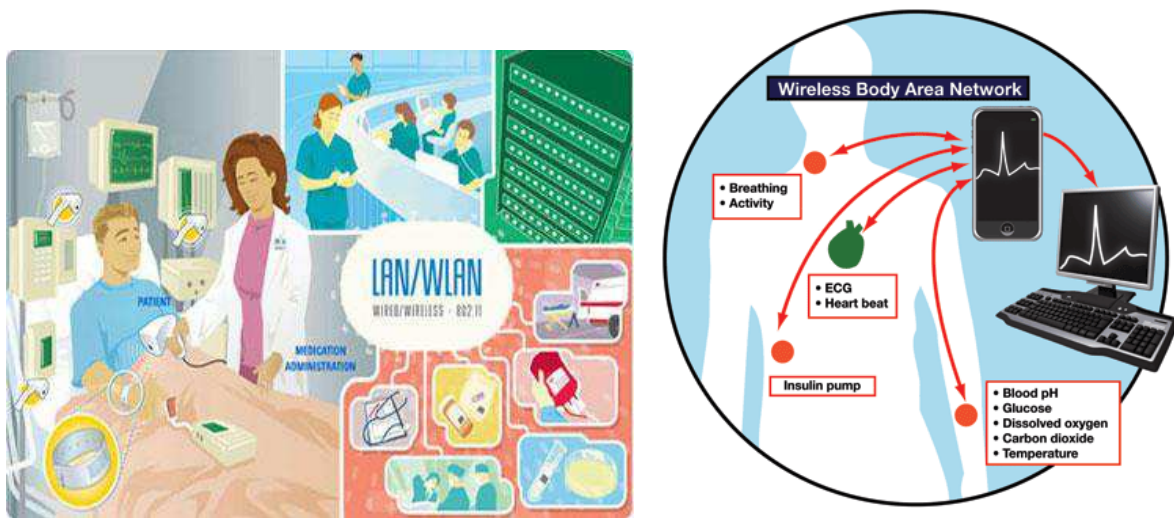 PATIENT
MEDICATION
ADMINISTRATION
LAN/WLAN
WIRED/WIRELESS - 802.11
Wireless Body Area Network
• Breathing
• Activity
• ECG
• Heart beat
Insulin pump
• Blood pH
• Glucose
• Dissolved oxygen
• Carbon dioxide
• Temperature